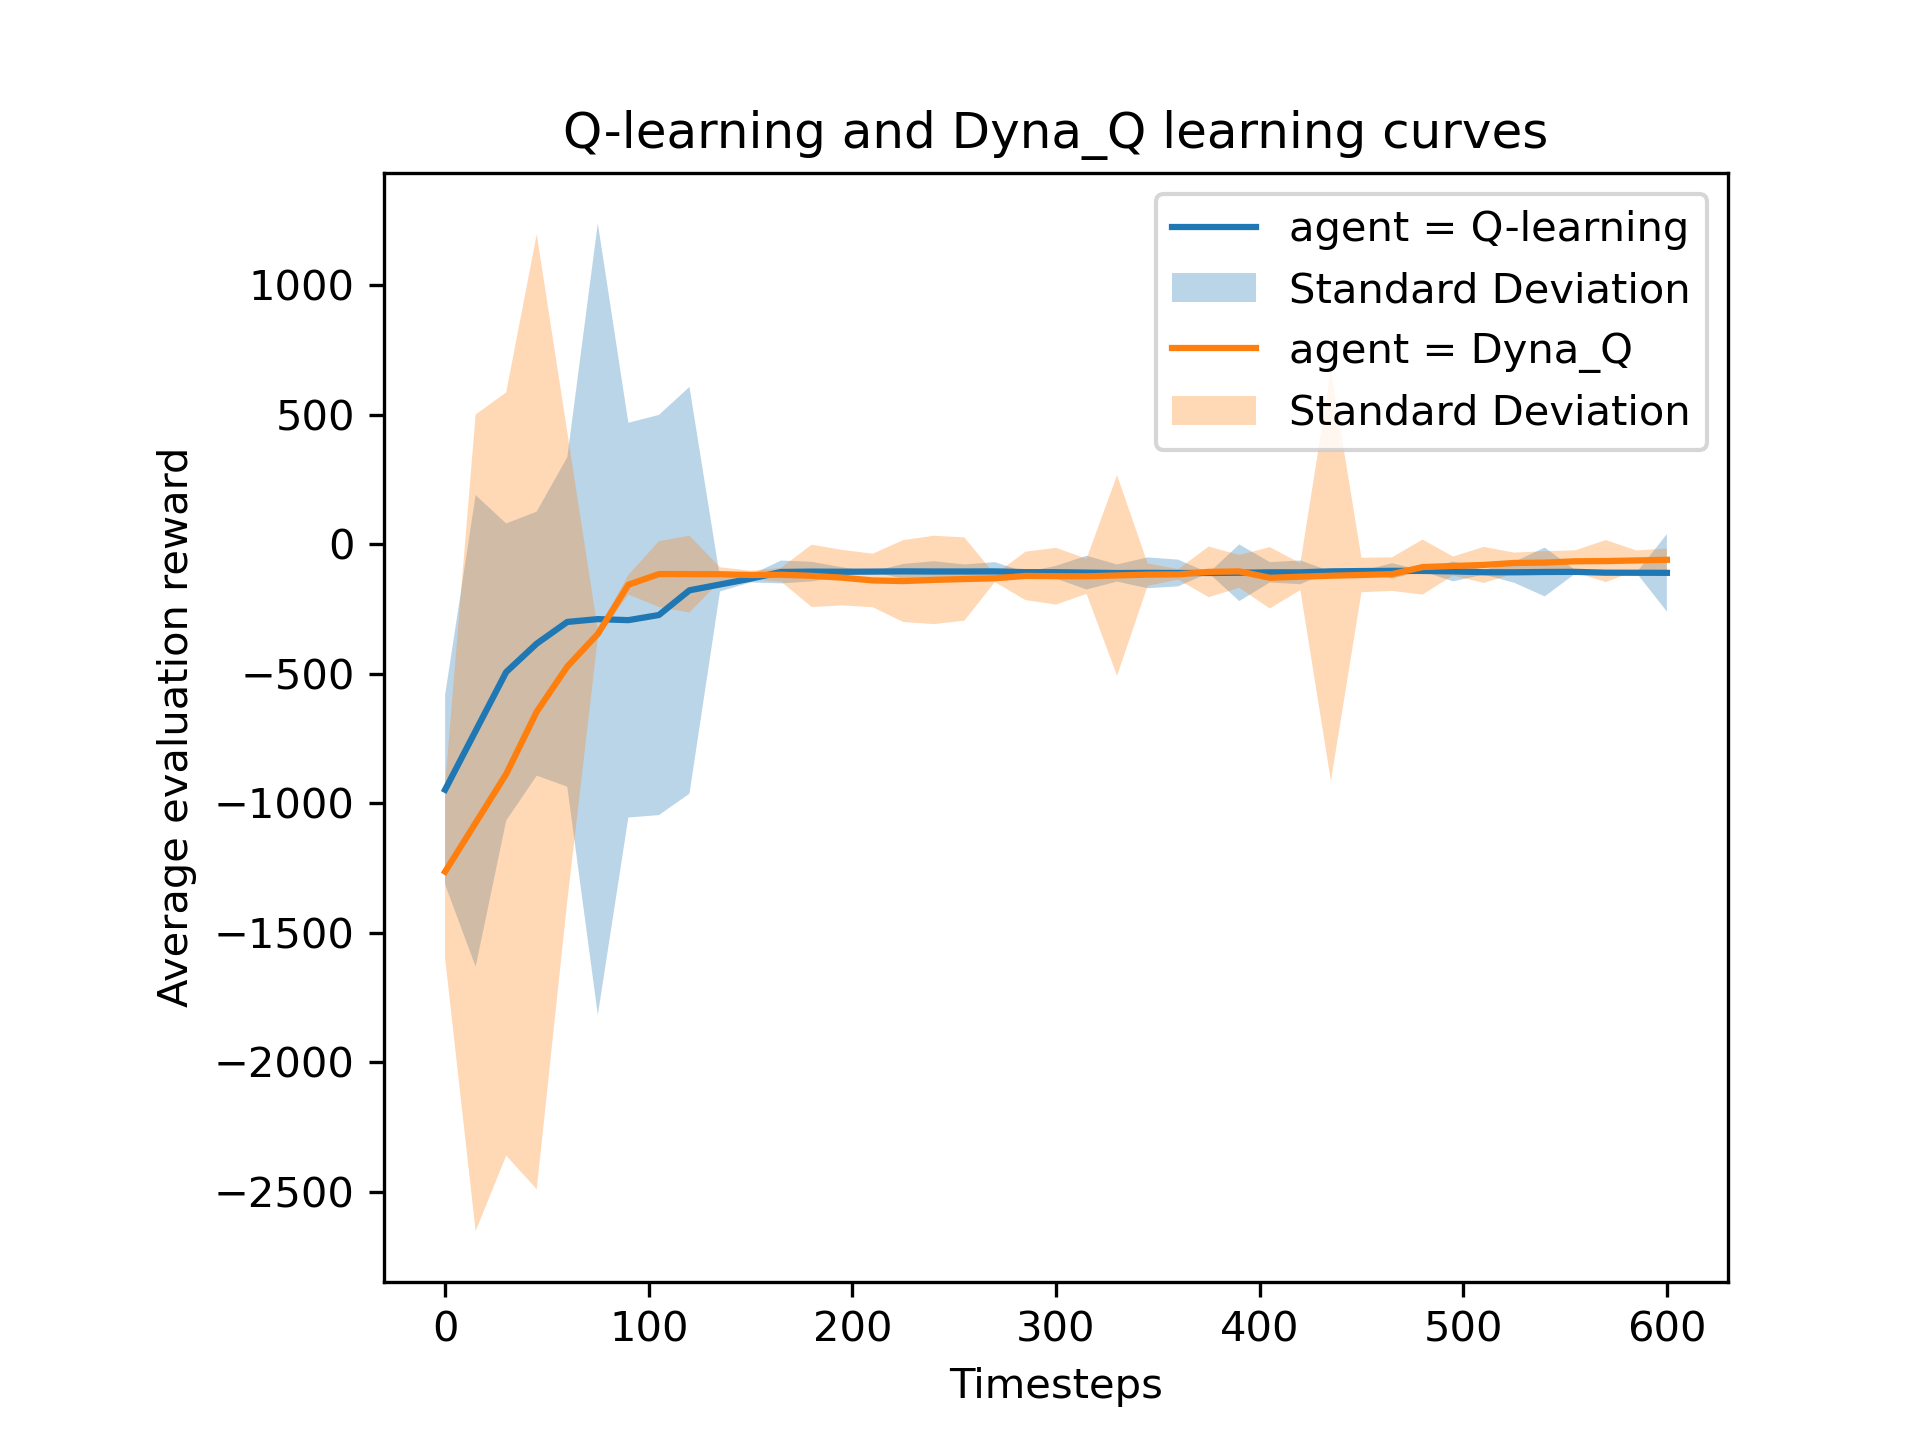 Q-learning and Dyna_Q learning curves
agent = Q-learning
Standard Deviation
agent = Dyna_Q
Standard Deviation
Average evaluation reward
1000
500
0
−500
−1000
−1500
−2000
−2500
0 100 200 300 400 500 600
Timesteps